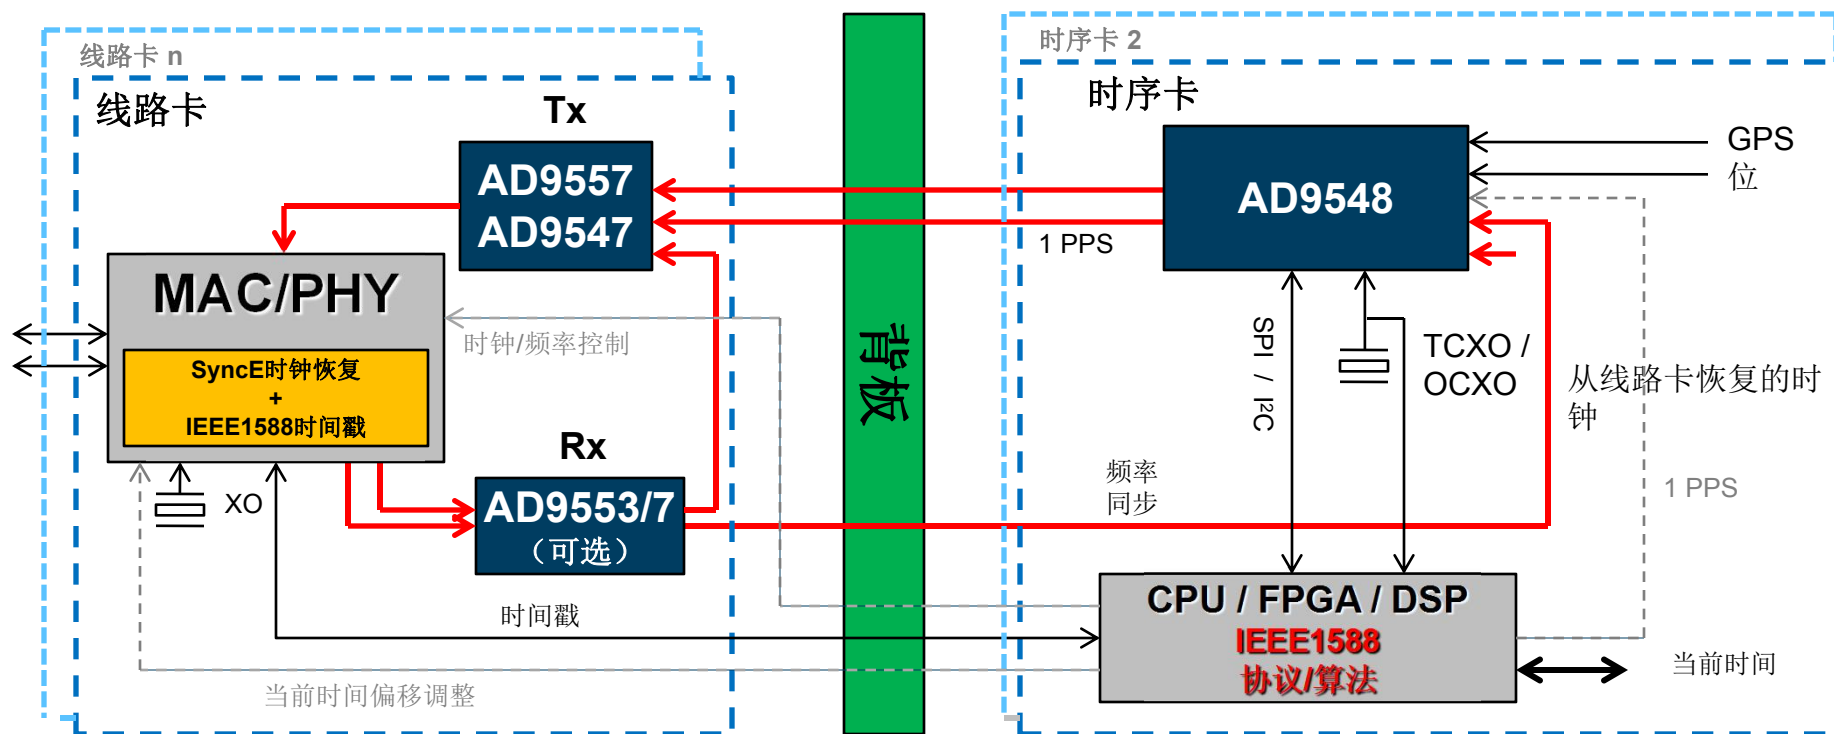 线路卡 n
线路卡
Tx
AD9557
AD9547
MAC/PHY
SyncE时钟恢复
+
IEEE1588时间戳
时钟/频率控制
XO
Rx
AD9553/7
（可选）
时间戳
当前时间偏移调整
背板
时序卡 2
时序卡
AD9548
GPS
位
1 PPS
SPI / I²C
TCXO /
OCXO
从线路卡恢复的时
钟
频率
同步
1 PPS
CPU / FPGA / DSP
IEEE1588
协议/算法
当前时间